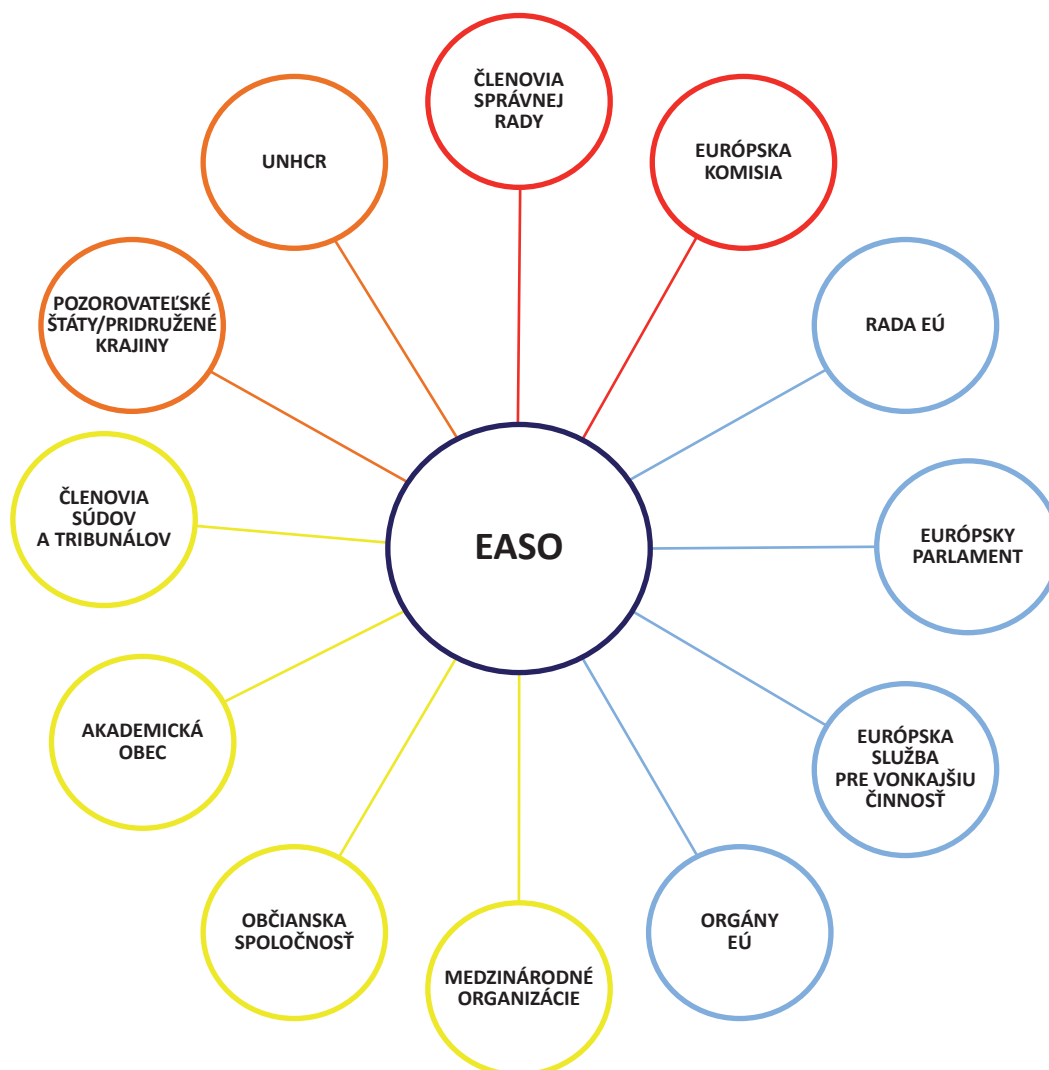 ČLENOVIA
SPRÁVNEJ
RADY
EURÓPSKA
KOMISIA
UNHCR
RADA EÚ
POZOROVATEĽSKÉ
ŠTÁTY/PRIDRUŽENÉ
KRAJINY
ČLENOVIA
SÚDOV
A TRIBUNÁLOV
EASO
EURÓPSKY
PARLAMENT
AKADEMICKÁ
OBEC
EURÓPSKA
SLUŽBA
PRE VONKAJŠIU
ČINNOSŤ
OBČIANSKA
SPOLOČNOSŤ
MEDZINÁRODNÉ
ORGANIZÁCIE
ORGÁNY
EÚ